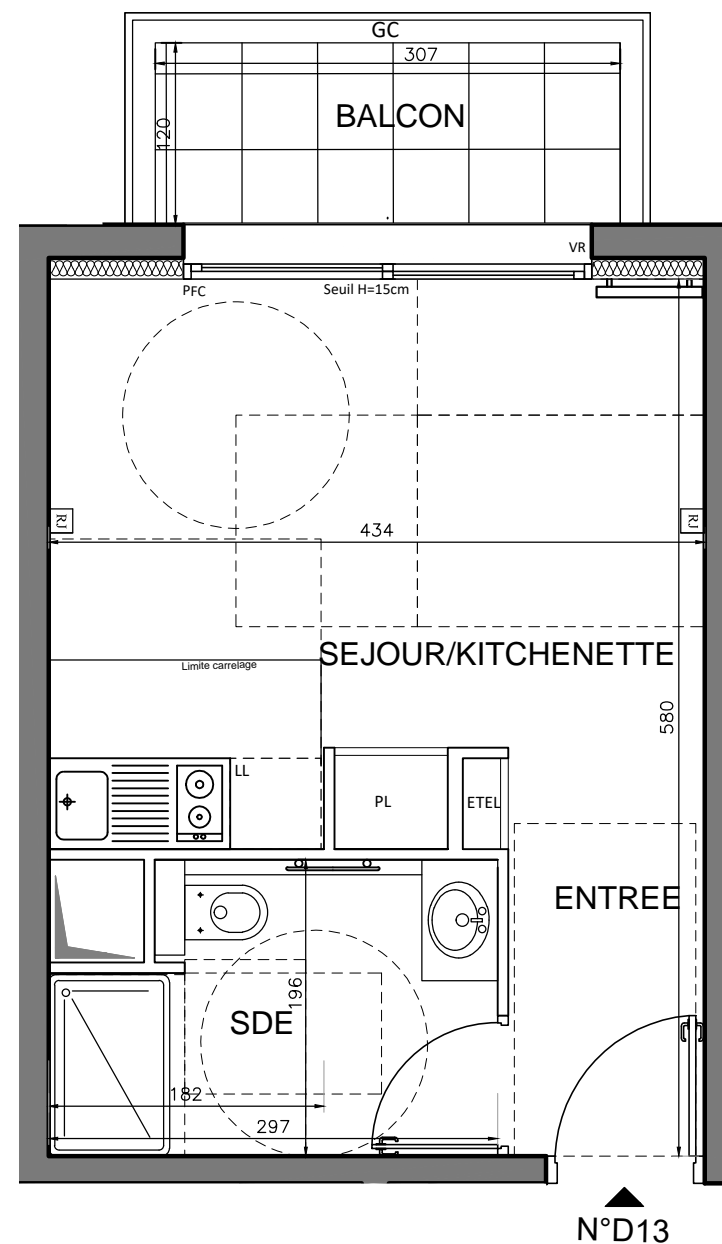 GC
307
BALCON
120
VR
PFC
Seuil H=15cm
RJ
RJ
434
SEJOUR/KITCHENETTE
Limite carrelage
580
LL
PL
ETEL
ENTREE
196
SDE
182
297
N°D13